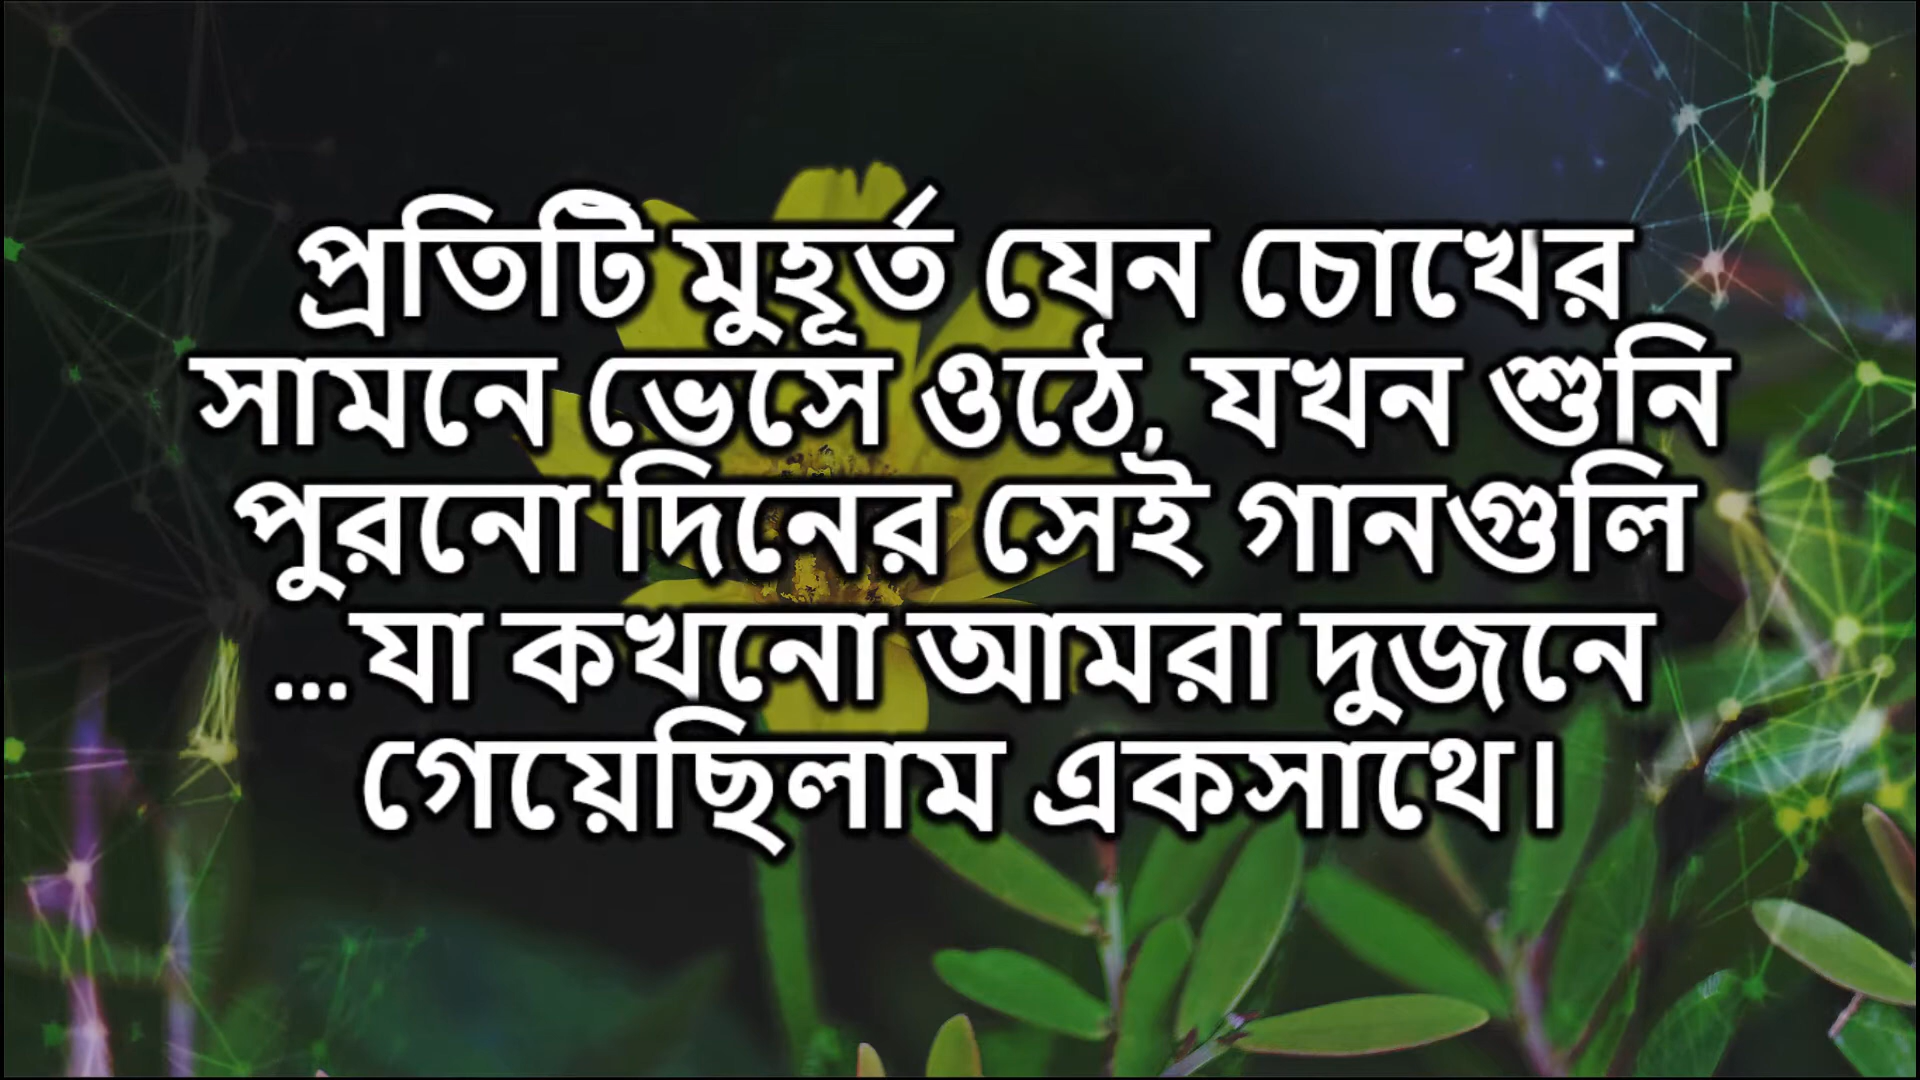 প্রতিটি মুহূর্ত যেন চোখের
সামনে ভেসে ওঠে, যখন শুনি
পুরনো দিনের সেই গানগুলি
...যা কখনো আমরা দুজনে
গেয়েছিলাম একসাথে।